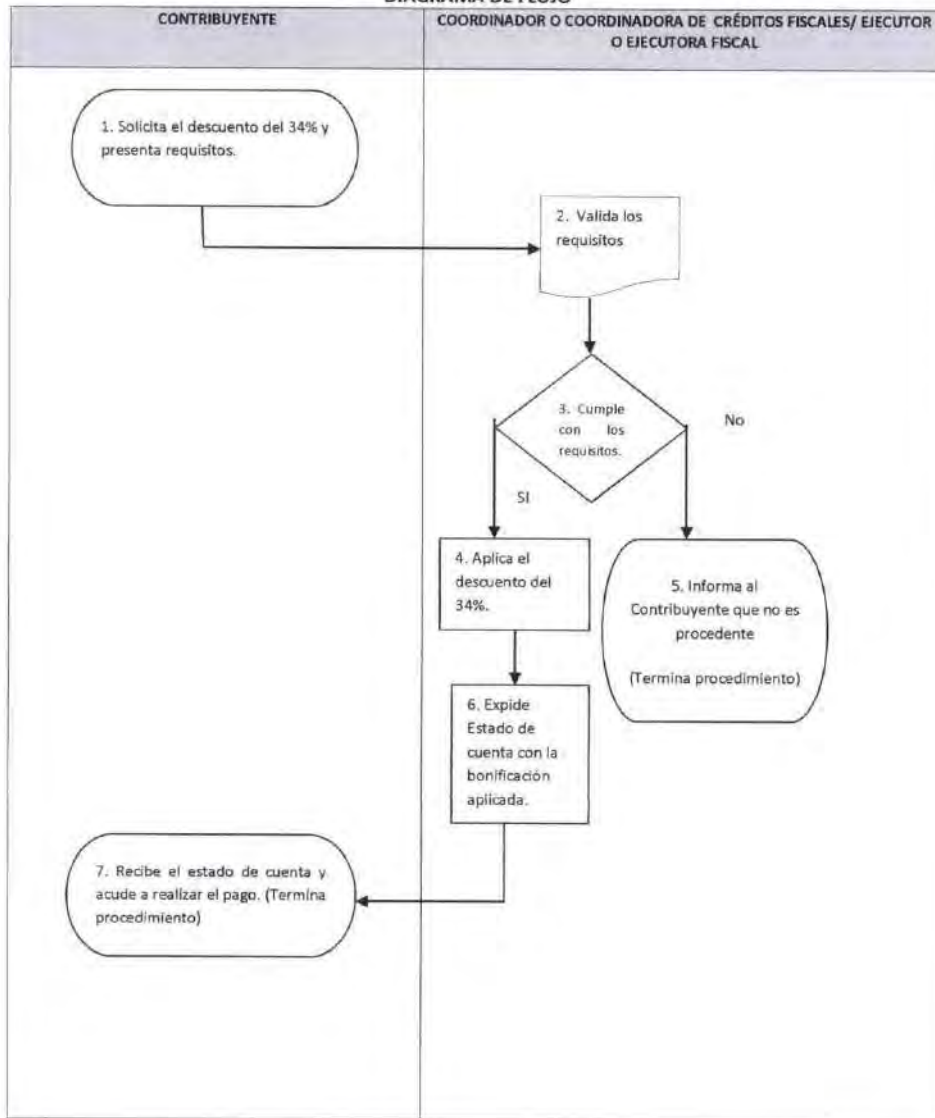 DIAGRAMA DE FLUJO
CONTRIBUYENTE
COORDINADOR O COORDINADORA DE CRÉDITOS FISCALES/ EJECUTOR
O EJECUTORA FISCAL
1. Solicita el descuento del 34% y
presenta requisitos.
2. Valida los
requisitos
3. Cumple
con los
requisitos.
No
SI
4. Aplica el
descuento del
34%.
5. Informa al
Contribuyente que no es
procedente
(Termina procedimiento)
6. Expide
Estado de
cuenta con la
bonificación
aplicada.
7. Recibe el estado de cuenta y
acude a realizar el pago. (Termina
procedimiento)